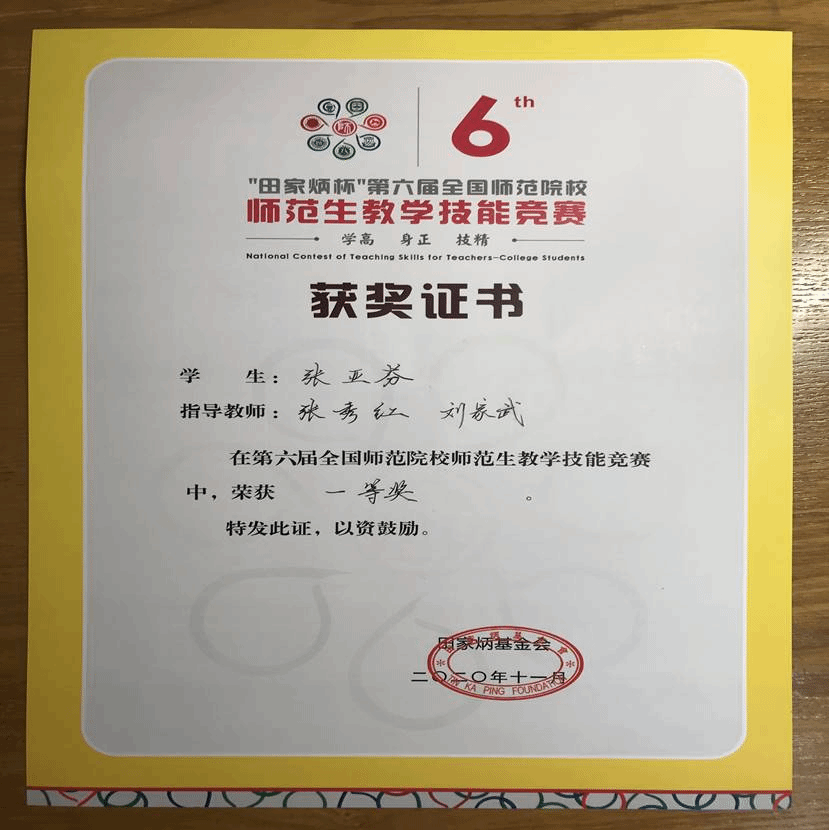 6th
"田家炳杯"第六届全国师范院校
师范生教学技能竞赛
学高 身正 技精
National Contest of Teaching Skills for Teachers-College Students
获奖证书
学 生：张亚芬
指导教师：张秀红 刘家武
在第六届全国师范院校师范生教学技能竞赛
中，荣获 一等奖 。
特发此证，以资鼓励。
田家炳基金会
二〇二〇年十一月
TIN KA PING FOUNDATION